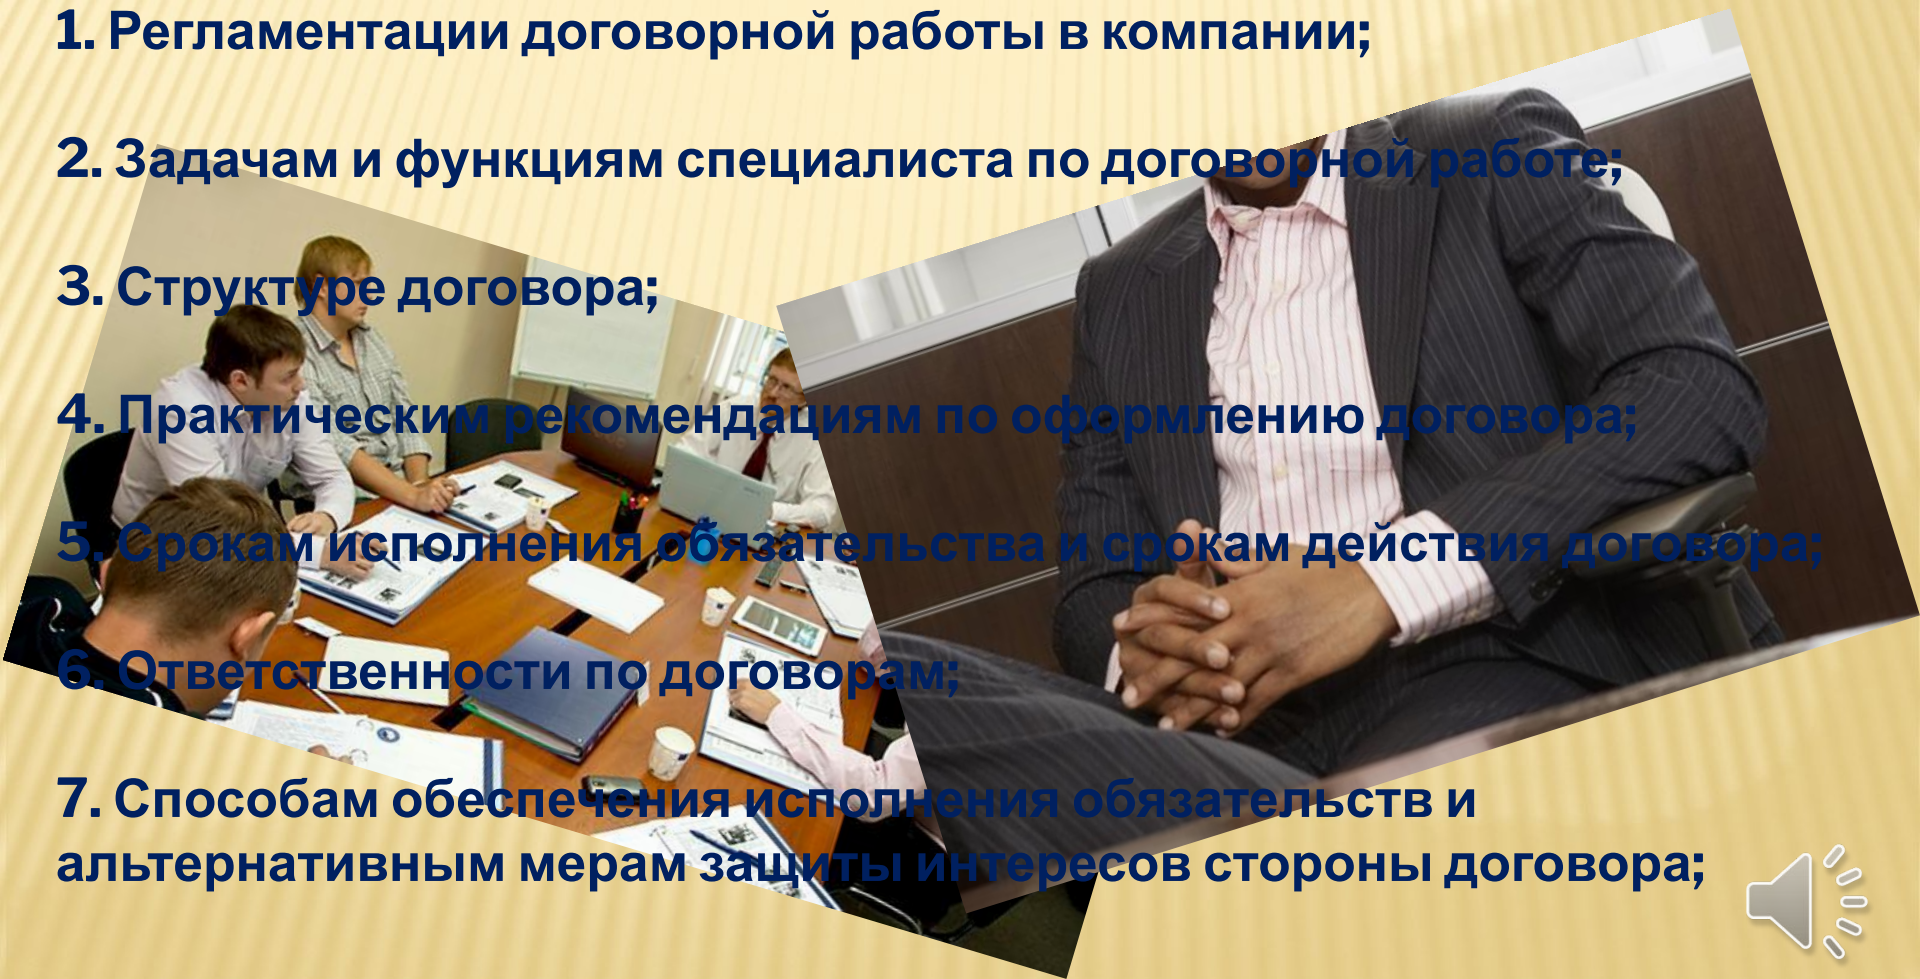 1. Регламентации договорной работы в компании;
2. Задачам и функциям специалиста по договорной работе;
3. Структуре договора;
4. Практическим рекомендациям по оформлению договора;
5. Срокам исполнения обязательства и срокам действия договора;
6. Ответственности по договорам;
7. Способам обеспечения исполнения обязательств и
альтернативным мерам защиты интересов стороны договора;